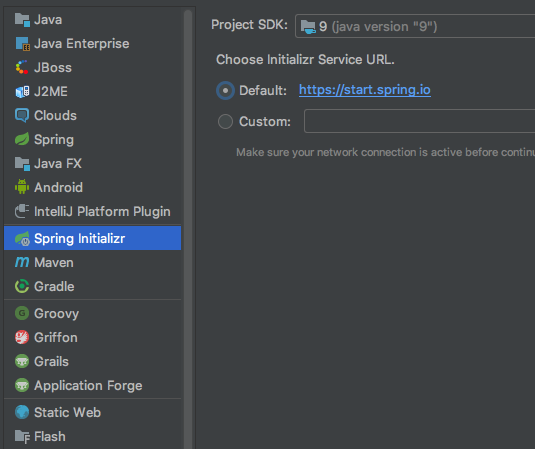 Java
Java Enterprise
JBoss
J2ME
Clouds
Spring
Java FX
Android
IntelliJ Platform Plugin
Spring Initializr
Maven
Gradle
Groovy
Griffon
Grails
Application Forge
Static Web
Flash
Project SDK: 9 (java version "9")
Choose Initializr Service URL.
Default: https://start.spring.io
Custom:
Make sure your network connection is active before continu